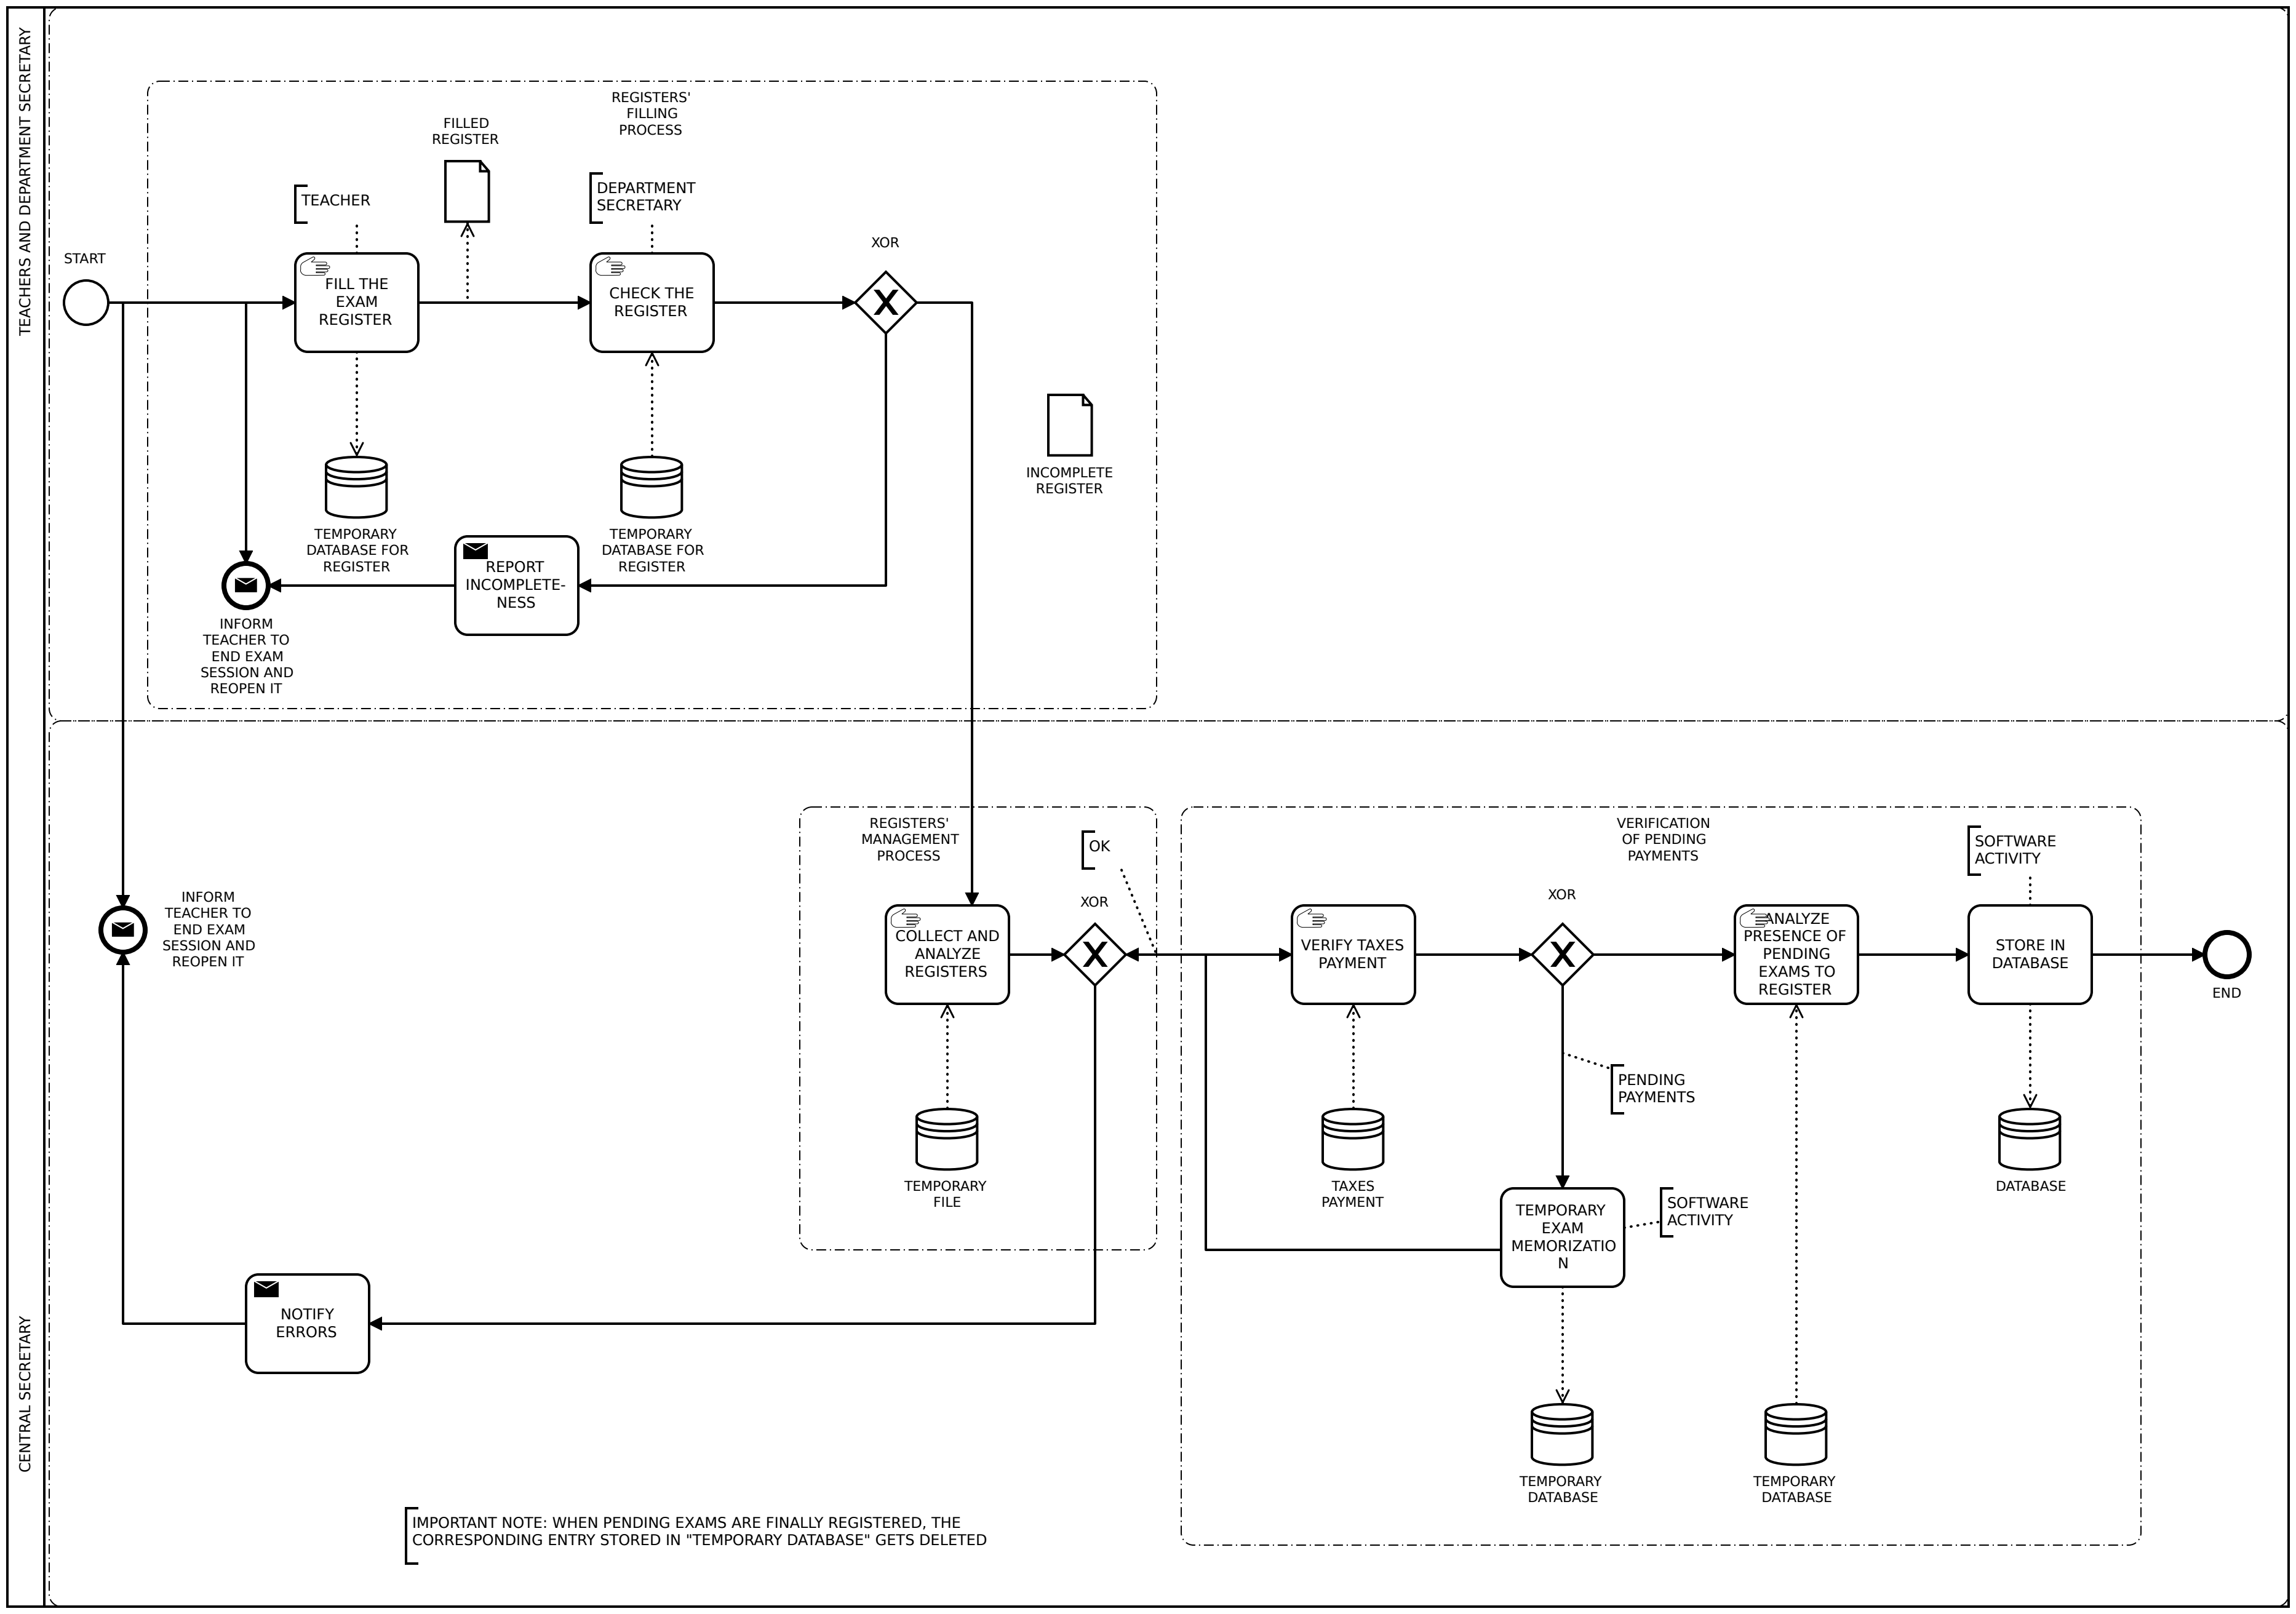 TEACHERS AND DEPARTMENT SECRETARY
REGISTERS'
FILLING
PROCESS
FILLED
REGISTER
TEACHER
DEPARTMENT
SECRETARY
START
XOR
FILL THE
EXAM
REGISTER
CHECK THE
REGISTER
X
INCOMPLETE
REGISTER
TEMPORARY
DATABASE FOR
REGISTER
TEMPORARY
DATABASE FOR
REGISTER
REPORT
INCOMPLETE-
NESS
INFORM
TEACHER TO
END EXAM
SESSION AND
REOPEN IT
CENTRAL SECRETARY
REGISTERS'
MANAGEMENT
PROCESS
OK
VERIFICATION
OF PENDING
PAYMENTS
SOFTWARE
ACTIVITY
INFORM
TEACHER TO
END EXAM
SESSION AND
REOPEN IT
XOR
XOR
COLLECT AND
ANALYZE
REGISTERS
X
VERIFY TAXES
PAYMENT
X
ANALYZE
PRESENCE OF
PENDING
EXAMS TO
REGISTER
STORE IN
DATABASE
END
PENDING
PAYMENTS
TEMPORARY
FILE
TAXES
PAYMENT
TEMPORARY
EXAM
MEMORIZATIO
N
SOFTWARE
ACTIVITY
DATABASE
NOTIFY
ERRORS
TEMPORARY
DATABASE
TEMPORARY
DATABASE
IMPORTANT NOTE: WHEN PENDING EXAMS ARE FINALLY REGISTERED, THE
CORRESPONDING ENTRY STORED IN "TEMPORARY DATABASE" GETS DELETED